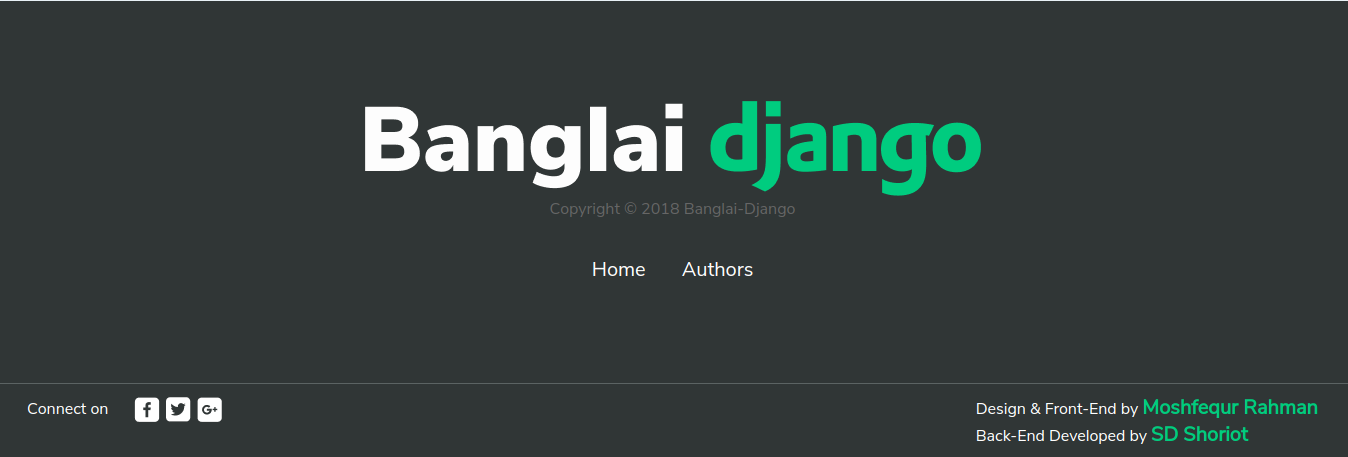 Banglai django
Copyright © 2018 Banglai-Django
Home Authors
Connect on
Design & Front-End by Moshfequr Rahman
Back-End Developed by SD Shoriot